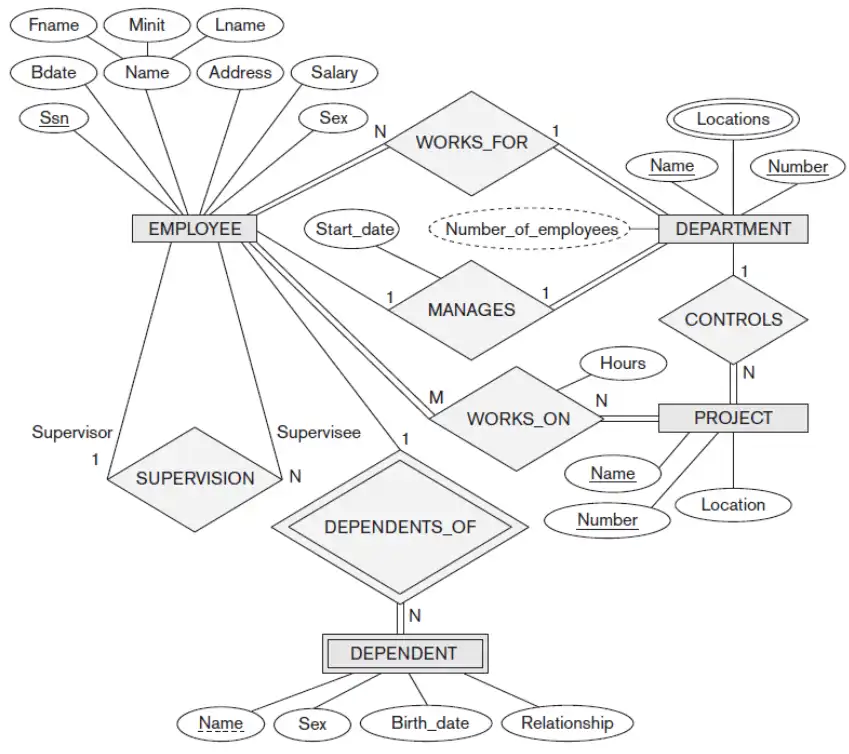 Fname Minit Lname
Bdate Name Address Salary
Ssn Sex
N WORKS_FOR 1
Locations
Name Number
EMPLOYEE
Start_date Number_of_employees DEPARTMENT
1 MANAGES 1
1
CONTROLS
N
Hours
M WORKS_ON N
PROJECT
Supervisor Supervisee
1 SUPERVISION N
1
Name
Number
Location
DEPENDENTS_OF
N
DEPENDENT
Name Sex Birth_date Relationship